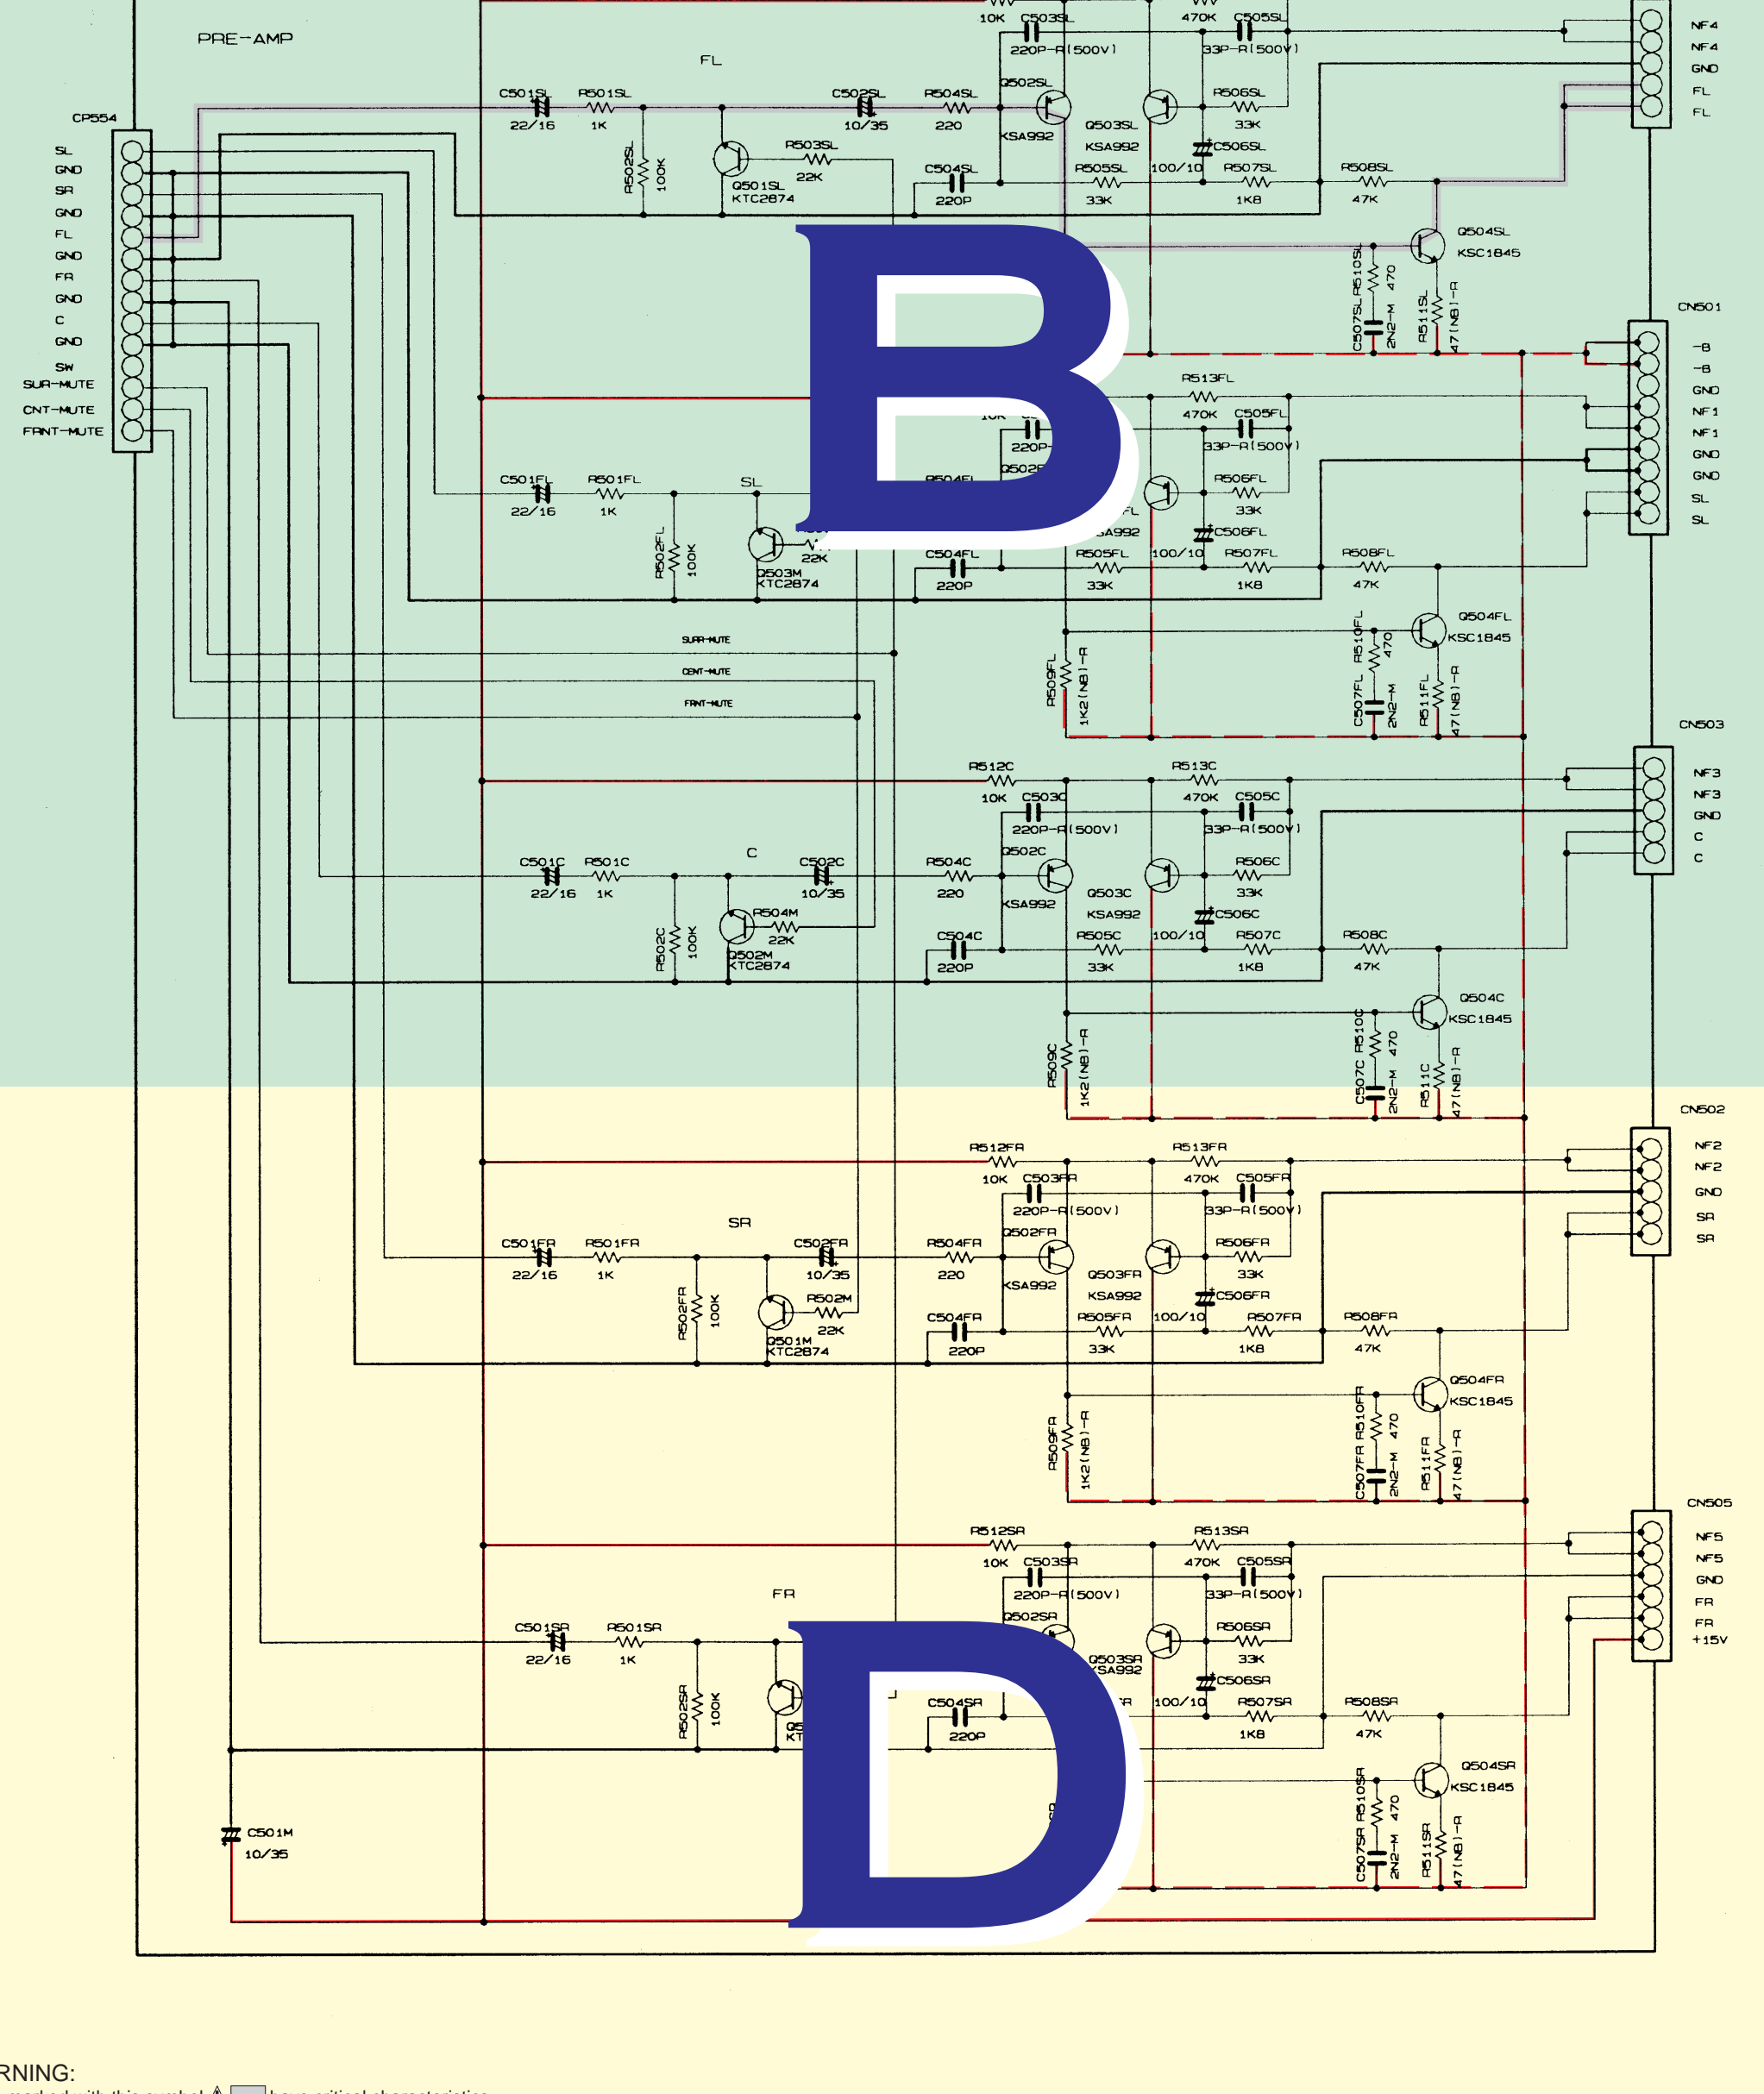 PRE-AMP
FL
10K C503SL
220P-R(500V)
470K C505SL
33P-R(500V)
NF4
NF4
GND
FL
FL
CP554
SL
GND
SR
GND
FL
GND
FR
GND
C
GND
SW
SUR-MUTE
CNT-MUTE
FRNT-MUTE
C501SL
22/16
R501SL
1K
R502SL
100K
Q501SL
KTC2874
R503SL
22K
C502SL
10/35
R504SL
220
Q502SL
KSA992
Q503SL
KSA992
R506SL
33K
C506SL
100/10
C504SL
220P
R505SL
33K
R507SL
1K8
R508SL
47K
Q504SL
KSC1845
R510SL
470
C507SL
2N2-M
R511SL
47(NB)-R
B
CN501
-B
-B
GND
NF1
NF1
GND
GND
SL
SL
R513FL
470K
C505FL
33P-R(500V)
10K
220P-
SL
C501FL
22/16
R501FL
1K
R502FL
100K
Q503M
KTC2874
22K
R506FL
33K
C506FL
100/10
C504FL
220P
R505FL
33K
R507FL
1K8
R508FL
47K
Q504FL
KSC1845
R509FL
1K2(NB)-R
R510FL
470
C507FL
2N2-M
R511FL
47(NB)-R
SURR-MUTE
CENT-MUTE
FRNT-MUTE
CN503
NF3
NF3
GND
C
C
R512C
10K
C503C
220P-R(500V)
R513C
470K
C505C
33P-R(500V)
C
C501C
22/16
R501C
1K
R502C
100K
R504M
22K
Q502M
KTC2874
C502C
10/35
R504C
220
Q502C
KSA992
Q503C
KSA992
R506C
33K
C506C
100/10
C504C
220P
R505C
33K
R507C
1K8
R508C
47K
Q504C
KSC1845
R509C
1K2(NB)-R
R510C
470
C507C
2N2-M
R511C
47(NB)-R
CN502
NF2
NF2
GND
SR
SR
R512FR
10K
C503FR
220P-R(500V)
R513FR
470K
C505FR
33P-R(500V)
SR
C501FR
22/16
R501FR
1K
R502FR
100K
C502FR
10/35
R502M
22K
Q501M
KTC2874
R504FR
220
Q502FR
KSA992
Q503FR
KSA992
R506FR
33K
C506FR
100/10
C504FR
220P
R505FR
33K
R507FR
1K8
R508FR
47K
Q504FR
KSC1845
R509FR
1K2(NB)-R
R510FR
470
C507FR
2N2-M
R511FR
47(NB)-R
CN505
NF5
NF5
GND
FR
FR
+15V
R512SR
10K
C503SR
220P-R(500V)
R513SR
470K
C505SR
33P-R(500V)
FR
C501SR
22/16
R501SR
1K
R502SR
100K
Q502SR
Q503SR
KSA992
R506SR
33K
C506SR
100/10
C504SR
220P
R507SR
1K8
R508SR
47K
Q504SR
KSC1845
R510SR
470
C507SR
2N2-M
R511SR
47(NB)-R
D
C501M
10/35
RNING: